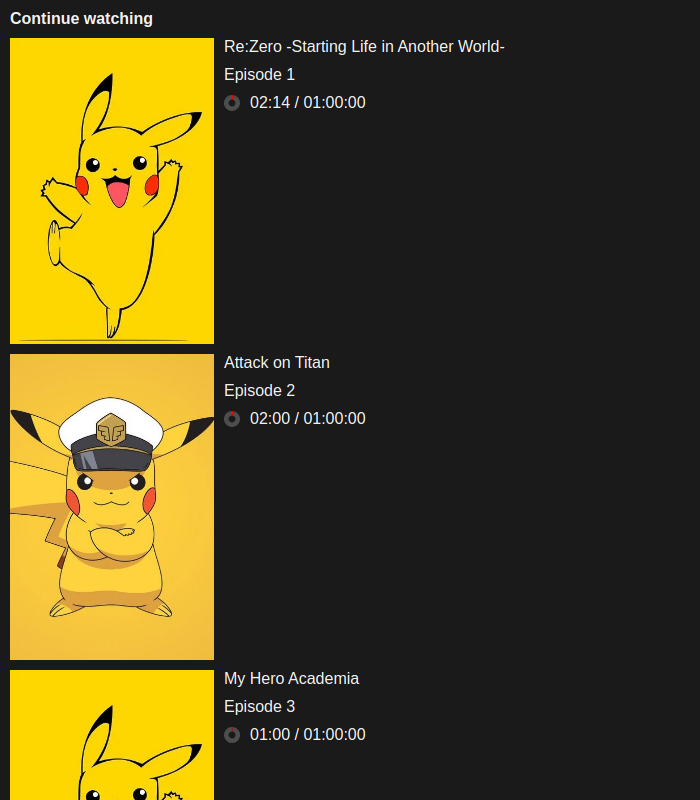 Continue watching
Re:Zero -Starting Life in Another World-
Episode 1
02:14 / 01:00:00
Attack on Titan
Episode 2
02:00 / 01:00:00
My Hero Academia
Episode 3
01:00 / 01:00:00